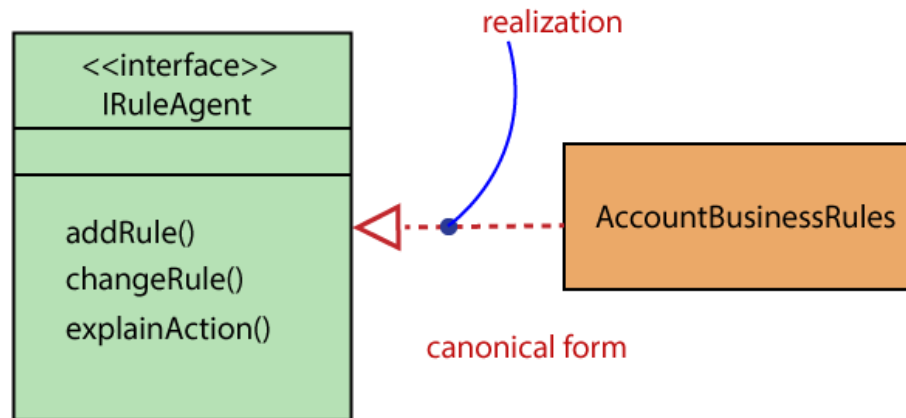 realization
<<interface>>
IRuleAgent
addRule()
changeRule()
explainAction()
AccountBusinessRules
canonical form